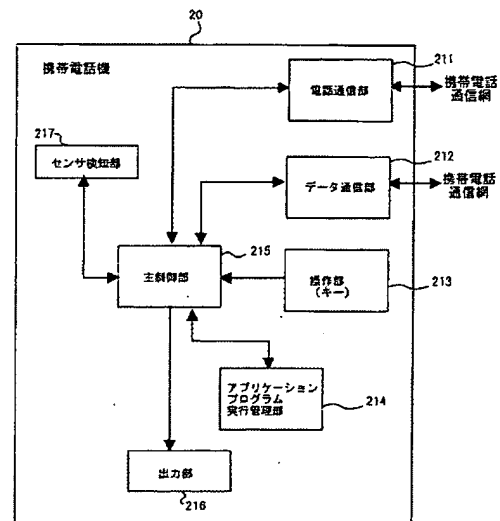 20
携帯電話機
211
電話通信部
携帯電話
通信網
217
センサ検知部
212
データ通信部
携帯電話
通信網
215
主制御部
操作部
(キー)
213
アプリケーション
プログラム
実行管理部
214
出力部
216